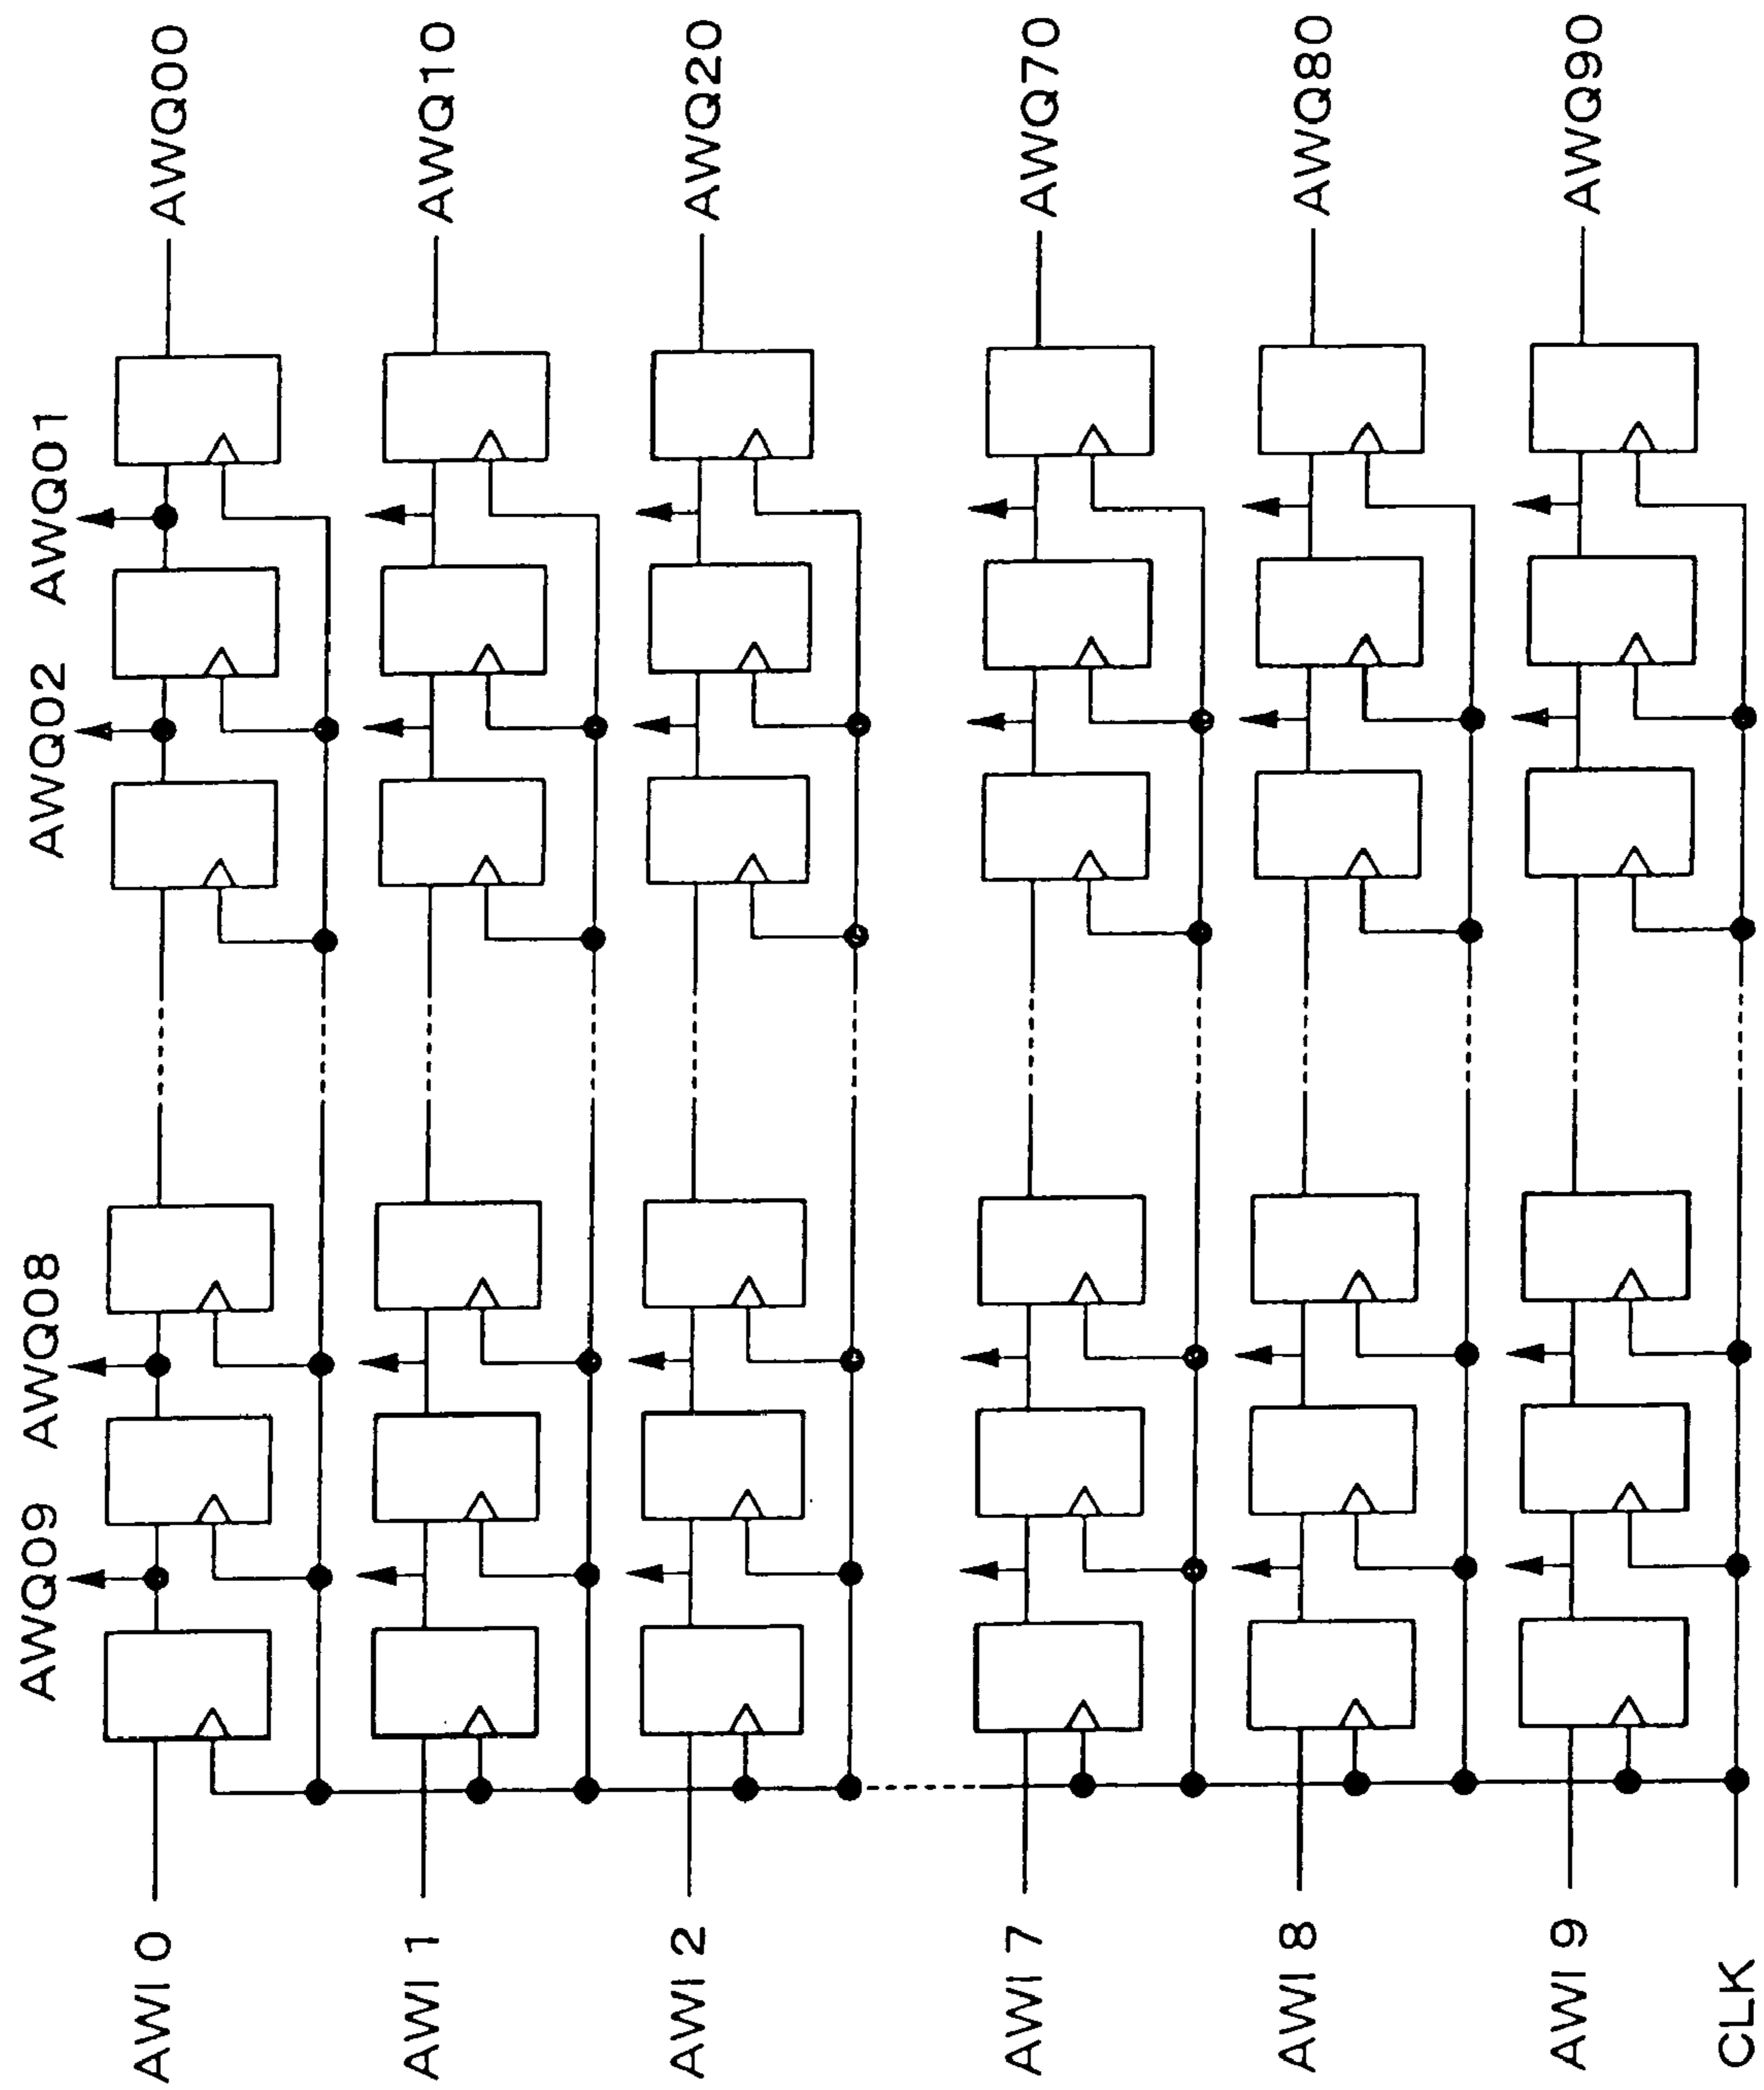 AWQ09 AWQ08 AWQ02 AWQ01
AWI 0
AWQ00
AWI 1
AWQ10
AWI 2
AWQ20
AWI 7
AWQ70
AWI 8
AWQ80
AWI 9
AWQ90
CLK